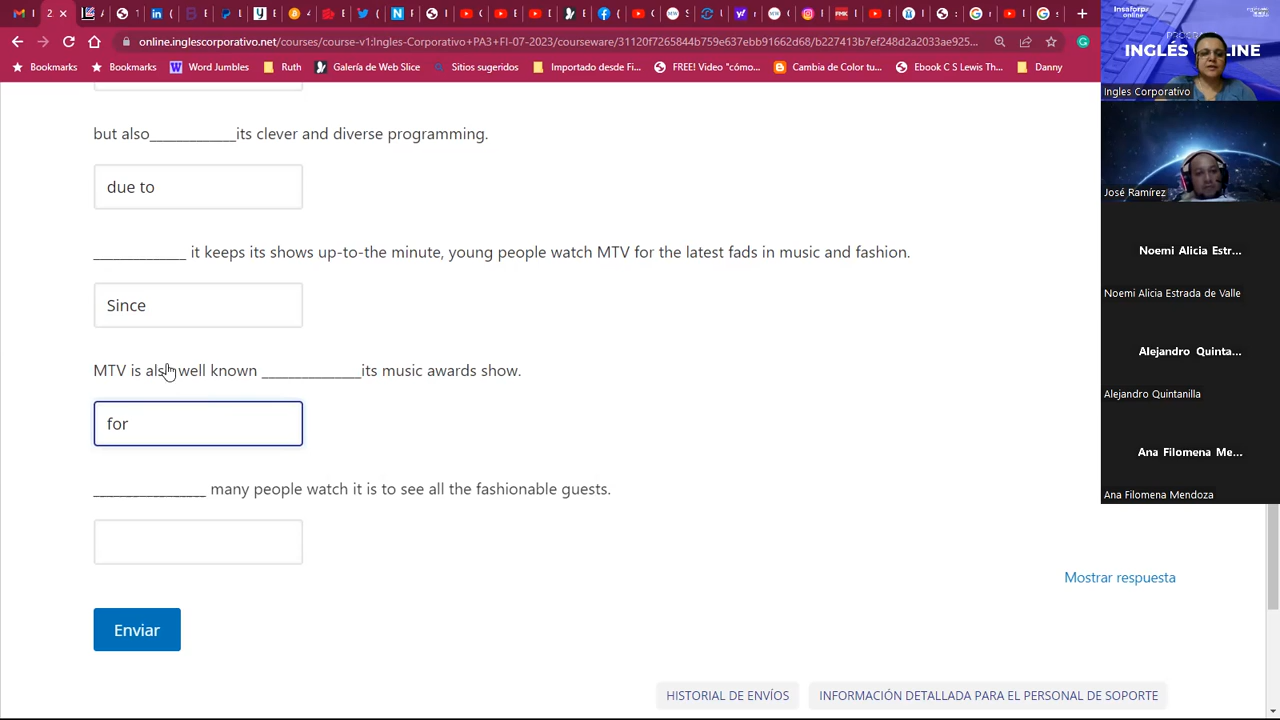 online.inglescorporativo.net/courses/course-v1:Ingles-Corporativo+PA3+FI-07-2023/courseware/31120f7265844b759e637ebb91662d68/b227413b7ef248d2a2033ae925...
Bookmarks
Bookmarks
Word Jumbles
Ruth
Galería de Web Slice
Sitios sugeridos
Importado desde Fi...
FREE! Video "cómo...
Cambia de Color tu...
Ebook C S Lewis Th...
Danny
INGLÉS
LINE
Ingles Corporativo
José Ramírez
Noemi Alicia Estr...
Noemi Alicia Estrada de Valle
Alejandro Quinta...
Alejandro Quintanilla
Ana Filomena Me...
Ana Filomena Mendoza
but also_____________its clever and diverse programming.
due to
______________ it keeps its shows up-to-the minute, young people watch MTV for the latest fads in music and fashion.
Since
MTV is also well known _______________its music awards show.
for
_________________ many people watch it is to see all the fashionable guests.
Mostrar respuesta
Enviar
HISTORIAL DE ENVÍOS
INFORMACIÓN DETALLADA PARA EL PERSONAL DE SOPORTE